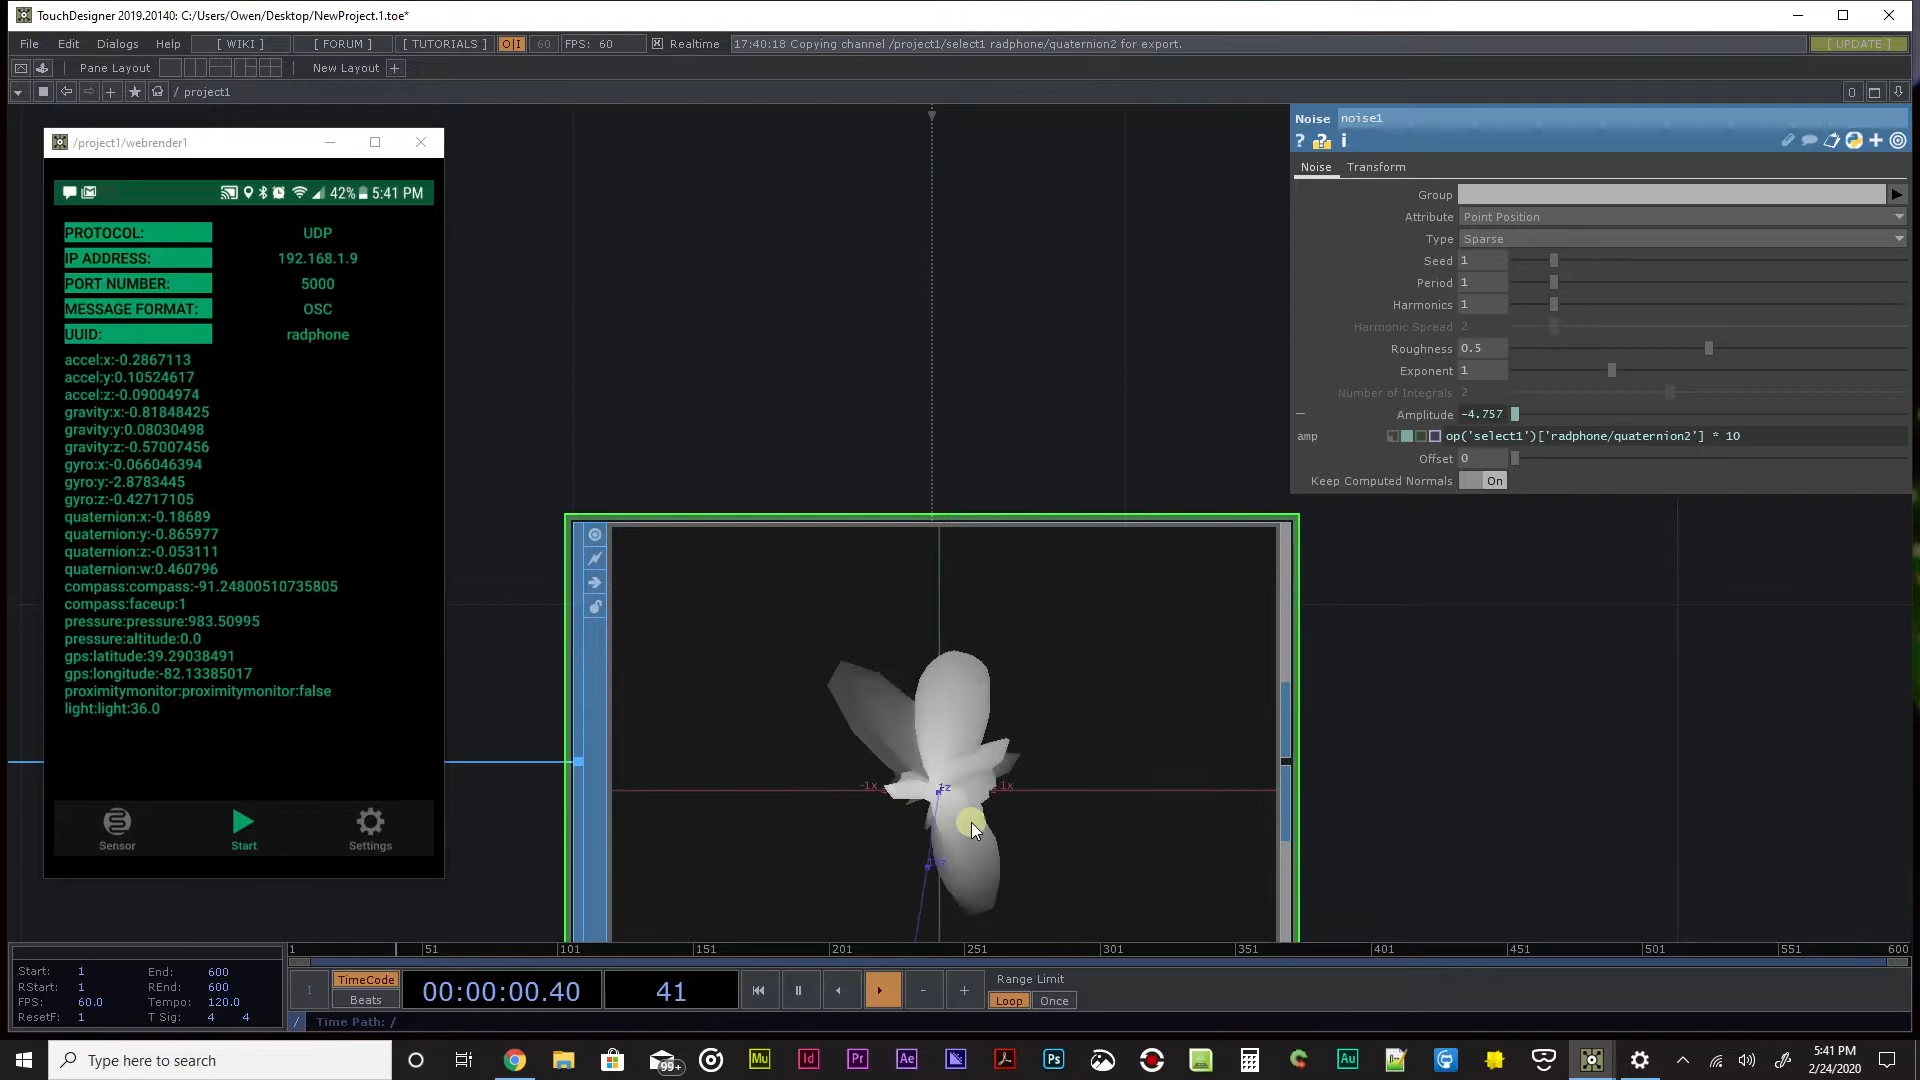 TouchDesigner 2019.20140: C:/Users/Owen/Desktop/NewProject.1.toe*
File Edit Dialogs Help [ WIKI ] [ FORUM ] [ TUTORIALS ] O|I 60 FPS: 60 Realtime 17:40:18 Copying channel /project1/select1 radphone/quaternion2 for export. [ UPDATE ]
Pane Layout New Layout +
/ project1 0
/project1/webrender1
42% 5:41 PM
PROTOCOL: UDP
IP ADDRESS: 192.168.1.9
PORT NUMBER: 5000
MESSAGE FORMAT: OSC
UUID: radphone
accel:x:-0.2867113
accel:y:0.10524617
accel:z:-0.09004974
gravity:x:-0.81848425
gravity:y:0.08030498
gravity:z:-0.57007456
gyro:x:-0.066046394
gyro:y:-2.8783445
gyro:z:-0.42717105
quaternion:x:-0.18689
quaternion:y:-0.865977
quaternion:z:-0.053111
quaternion:w:0.460796
compass:compass:-91.24800510735805
compass:faceup:1
pressure:pressure:983.50995
pressure:altitude:0.0
gps:latitude:39.29038491
gps:longitude:-82.13385017
proximitymonitor:proximitymonitor:false
light:light:36.0
Sensor Start Settings
Noise noise1
? ? i
Noise Transform
Group
Attribute Point Position
Type Sparse
Seed 1
Period 1
Harmonics 1
Harmonic Spread 2
Roughness 0.5
Exponent 1
Number of Integrals 2
Amplitude -4.757
amp op('select1')['radphone/quaternion2'] * 10
Offset 0
Keep Computed Normals On
-1x 1z 1x
1 51 101 151 201 251 301 351 401 451 501 551 600
Start: 1 End: 600
RStart: 1 REnd: 600
FPS: 60.0 Tempo: 120.0
ResetF: 1 T Sig: 4 4
TimeCode
Beats
00:00:00.40 41
Range Limit
Loop Once
/ Time Path: /
Type here to search
99+ Mu Id Pr Ae Ps Au
5:41 PM
2/24/2020